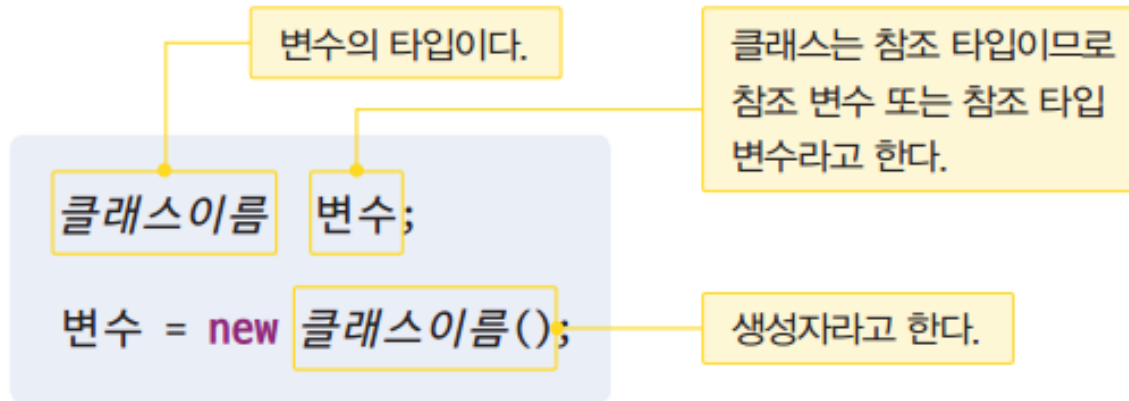 변수의 타입이다.
클래스는 참조 타입이므로
참조 변수 또는 참조 타입
변수라고 한다.
클래스이름 변수;
변수 = new 클래스이름();
생성자라고 한다.